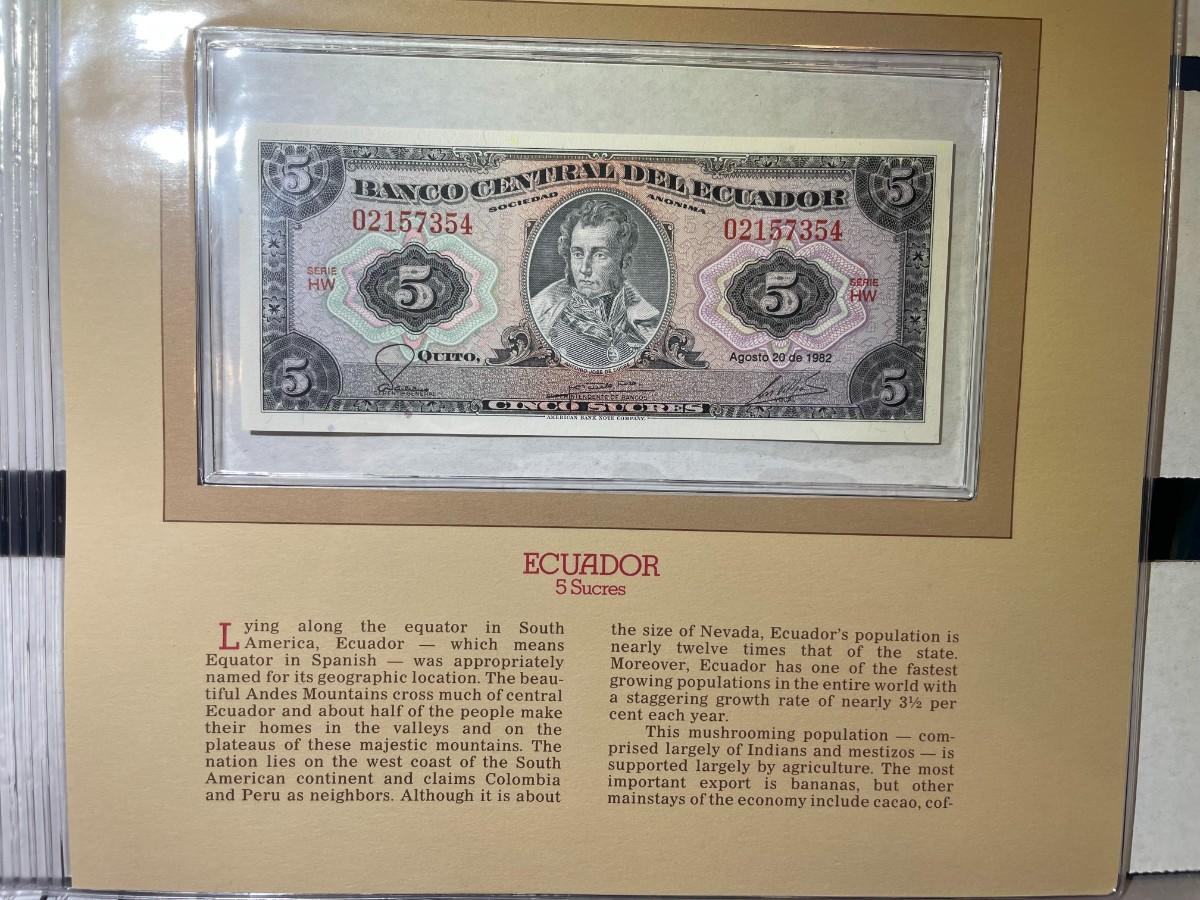 5 5
BANCO CENTRAL DEL ECUADOR
SOCIEDAD ANONIMA
02157354 02157354
SERIE HW 5 5 SERIE HW
QUITO, Agosto 20 de 1982
GERENTE GENERAL
SUPERINTENDENTE DE BANCOS
5 CINCO SUCRES 5
AMERICAN BANK NOTE COMPANY.
ECUADOR
5 Sucres
Lying along the equator in South
America, Ecuador — which means
Equator in Spanish — was appropriately
named for its geographic location. The beau-
tiful Andes Mountains cross much of central
Ecuador and about half of the people make
their homes in the valleys and on the
plateaus of these majestic mountains. The
nation lies on the west coast of the South
American continent and claims Colombia
and Peru as neighbors. Although it is about
the size of Nevada, Ecuador's population is
nearly twelve times that of the state.
Moreover, Ecuador has one of the fastest
growing populations in the entire world with
a staggering growth rate of nearly 3½ per
cent each year.
This mushrooming population — com-
prised largely of Indians and mestizos — is
supported largely by agriculture. The most
important export is bananas, but other
mainstays of the economy include cacao, cof-